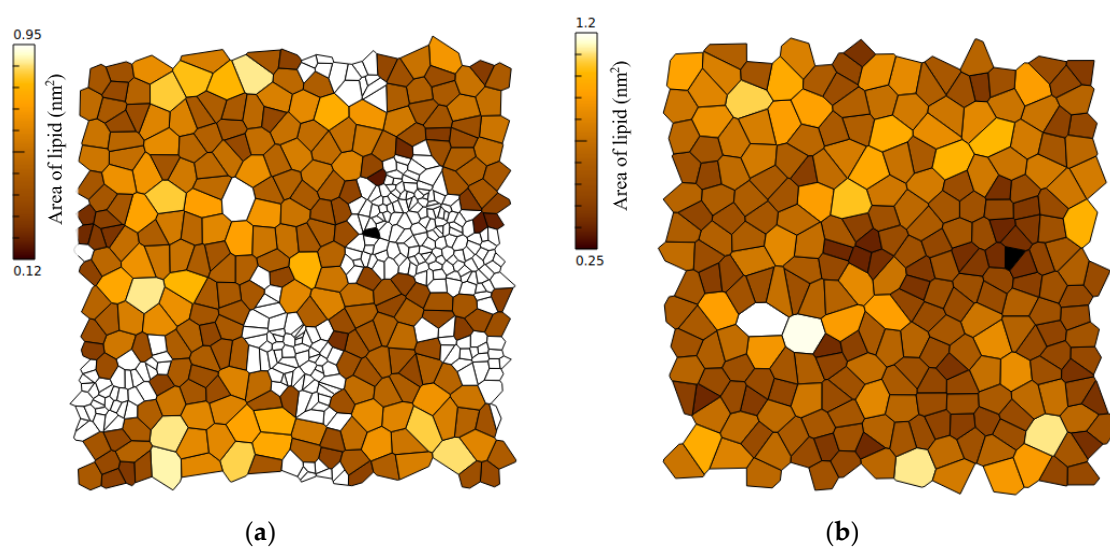 0.95
Area of lipid (nm²)
0.12
(a)
1.2
Area of lipid (nm²)
0.25
(b)